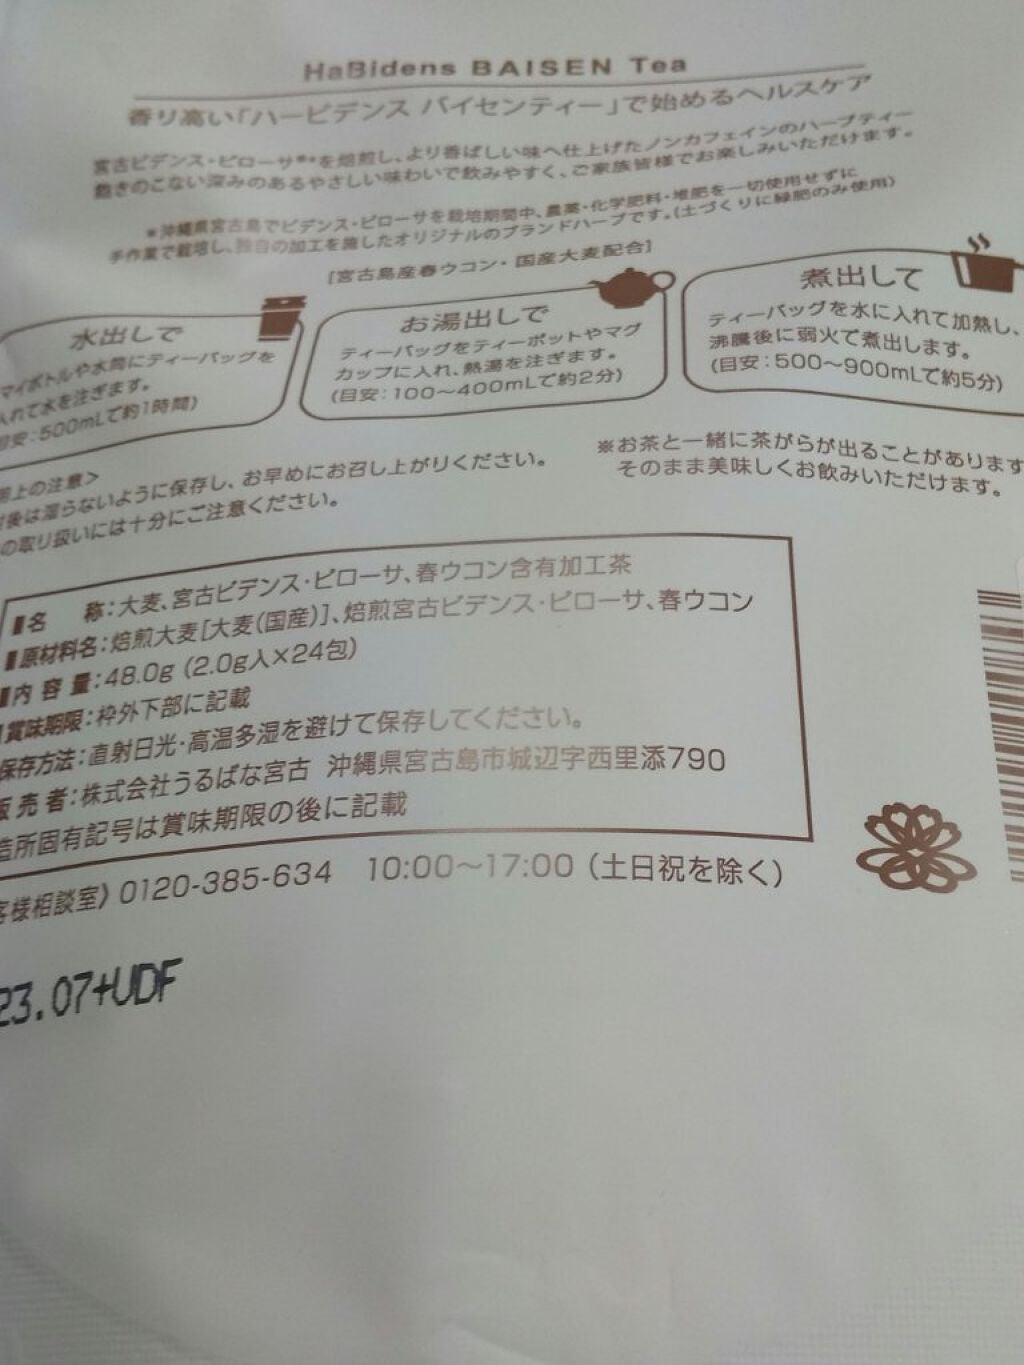 HaBidens BAISEN Tea
香り高い「ハービデンス バイセンティー」で始めるヘルスケア
宮古ビデンス・ピローサ**を焙煎し、より香ばしい味へ仕上げたノンカフェインのハーブティー
飽きのこない深みのあるやさしい味わいで飲みやすく、ご家族皆様でお楽しみいただけます。
*沖縄県宮古島でビデンス・ピローサを栽培期間中、農薬・化学肥料・堆肥を一切使用せずに
手作業で栽培し、独自の加工を施したオリジナルのブランドハーブです。(土づくりに緑肥のみ使用)
[宮古島産春ウコン・国産大麦配合]
水出しで
マイボトルや水筒にティーバッグを
入れて水を注ぎます。
目安:500mLで約1時間)
お湯出しで
ティーバッグをティーポットやマグ
カップに入れ、熱湯を注ぎます。
(目安:100〜400mLで約2分)
煮出して
ティーバッグを水に入れて加熱し、
沸騰後に弱火で煮出します。
(目安:500〜900mLで約5分)
上の注意>
後は湿らないように保存し、お早めにお召し上がりください。
の取り扱いには十分にご注意ください。
※お茶と一緒に茶がらが出ることがあります
そのまま美味しくお飲みいただけます。
■名 称:大麦、宮古ビデンス・ピローサ、春ウコン含有加工茶
■原材料名:焙煎大麦[大麦(国産)]、焙煎宮古ビデンス・ピローサ、春ウコン
■内 容 量:48.0g (2.0g入×24包)
賞味期限:枠外下部に記載
保存方法:直射日光・高温多湿を避けて保存してください。
販 売 者:株式会社うるばな宮古 沖縄県宮古島市城辺字西里添790
造所固有記号は賞味期限の後に記載
客様相談室》0120-385-634 10:00〜17:00 (土日祝を除く)
23.07+UDF